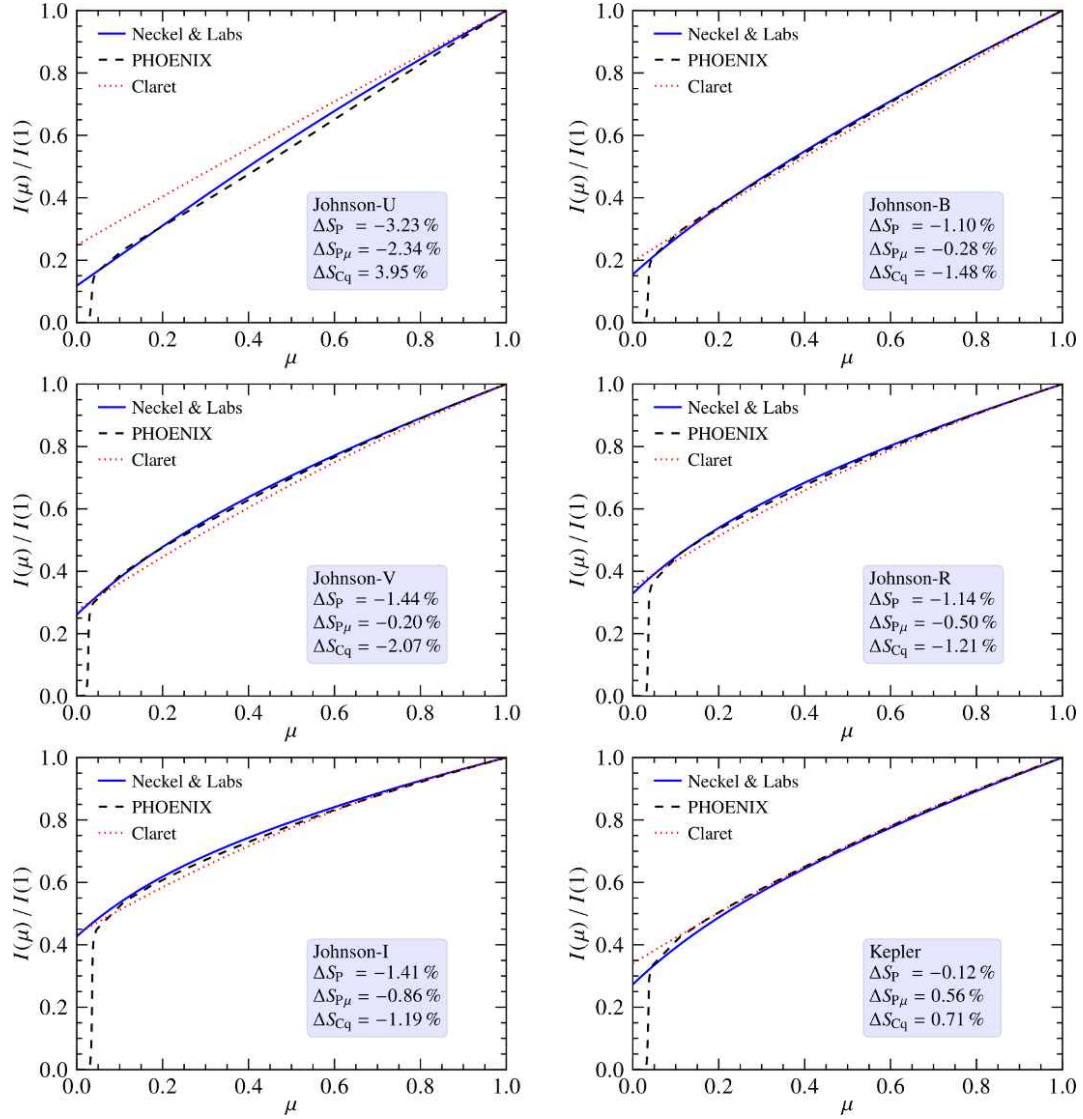 Neckel & Labs
PHOENIX
Claret
I(μ) / I(1)
1.0
0.8
0.6
0.4
0.2
0.0
Johnson-U
ΔS_P = −3.23 %
ΔS_Pμ = −2.34 %
ΔS_Cq = 3.95 %
0.0 0.2 0.4 0.6 0.8 1.0
μ
Neckel & Labs
PHOENIX
Claret
I(μ) / I(1)
1.0
0.8
0.6
0.4
0.2
0.0
Johnson-B
ΔS_P = −1.10 %
ΔS_Pμ = −0.28 %
ΔS_Cq = −1.48 %
0.0 0.2 0.4 0.6 0.8 1.0
μ
Neckel & Labs
PHOENIX
Claret
I(μ) / I(1)
1.0
0.8
0.6
0.4
0.2
0.0
Johnson-V
ΔS_P = −1.44 %
ΔS_Pμ = −0.20 %
ΔS_Cq = −2.07 %
0.0 0.2 0.4 0.6 0.8 1.0
μ
Neckel & Labs
PHOENIX
Claret
I(μ) / I(1)
1.0
0.8
0.6
0.4
0.2
0.0
Johnson-R
ΔS_P = −1.14 %
ΔS_Pμ = −0.50 %
ΔS_Cq = −1.21 %
0.0 0.2 0.4 0.6 0.8 1.0
μ
Neckel & Labs
PHOENIX
Claret
I(μ) / I(1)
1.0
0.8
0.6
0.4
0.2
0.0
Johnson-I
ΔS_P = −1.41 %
ΔS_Pμ = −0.86 %
ΔS_Cq = −1.19 %
0.0 0.2 0.4 0.6 0.8 1.0
μ
Neckel & Labs
PHOENIX
Claret
I(μ) / I(1)
1.0
0.8
0.6
0.4
0.2
0.0
Kepler
ΔS_P = −0.12 %
ΔS_Pμ = 0.56 %
ΔS_Cq = 0.71 %
0.0 0.2 0.4 0.6 0.8 1.0
μ